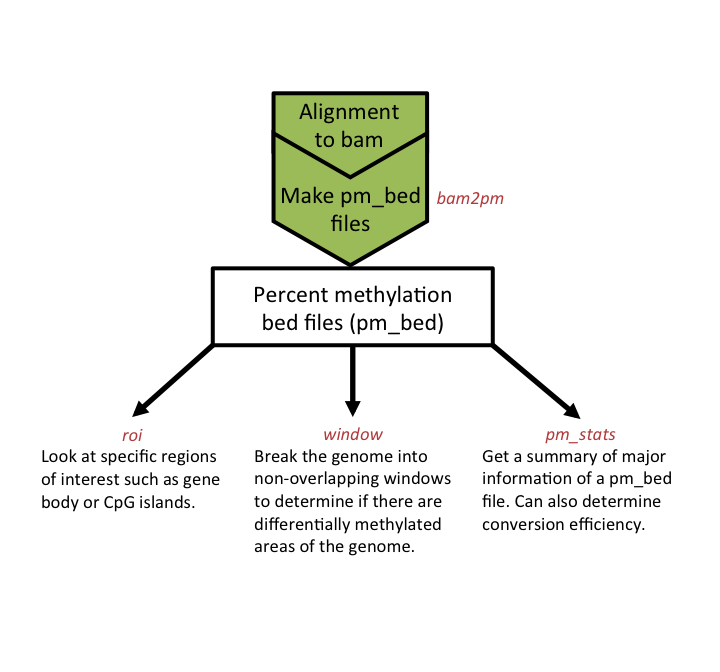 Alignment
to bam
Make pm_bed
files
bam2pm
Percent methylation
bed files (pm_bed)
roi
Look at specific regions
of interest such as gene
body or CpG islands.
window
Break the genome into
non-overlapping windows
to determine if there are
differentially methylated
areas of the genome.
pm_stats
Get a summary of major
information of a pm_bed
file. Can also determine
conversion efficiency.